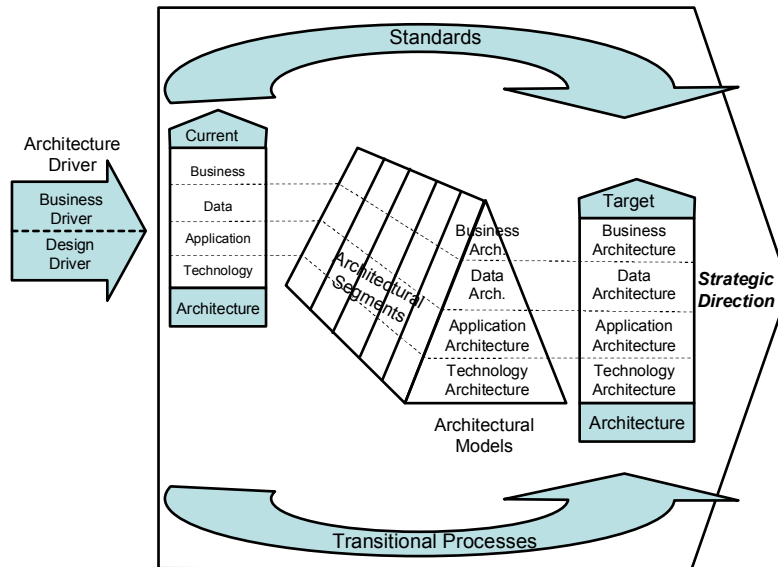 Standards
Architecture
Driver
Business
Driver
Design
Driver
Current
Business
Data
Application
Technology
Architecture
Architectural
Segments
Business
Arch.
Data
Arch.
Application
Architecture
Technology
Architecture
Architectural
Models
Target
Business
Architecture
Data
Architecture
Application
Architecture
Technology
Architecture
Architecture
Strategic
Direction
Transitional Processes